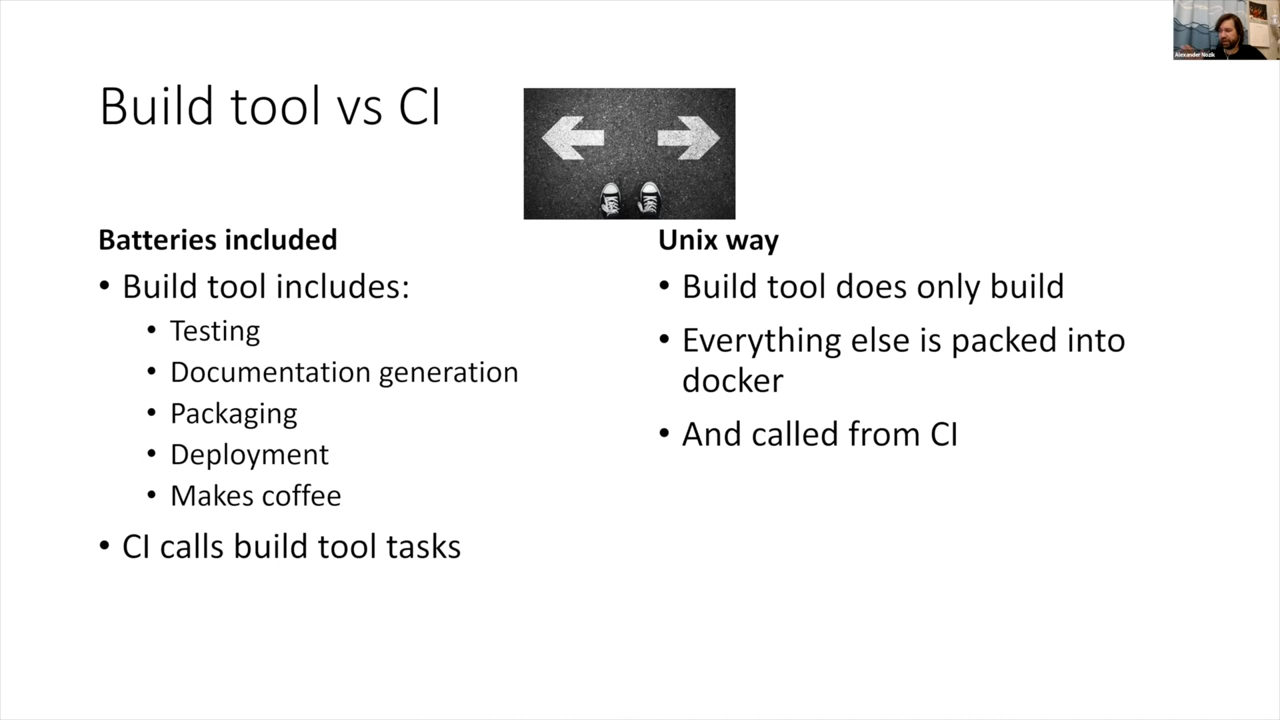 Alexander Nozik
Build tool vs CI
Batteries included
• Build tool includes:
• Testing
• Documentation generation
• Packaging
• Deployment
• Makes coffee
• CI calls build tool tasks
Unix way
• Build tool does only build
• Everything else is packed into
docker
• And called from CI